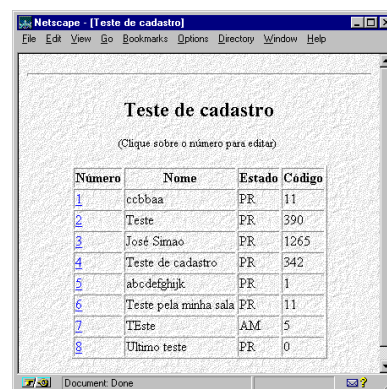 Netscape - [Teste de cadastro]
File Edit View Go Bookmarks Options Directory Window Help
Teste de cadastro
(Clique sobre o número para editar)
Número Nome Estado Código
1 ccbbaa PR 11
2 Teste PR 390
3 José Simao PR 1265
4 Teste de cadastro PR 342
5 abcdefghijk PR 1
6 Teste pela minha sala PR 11
7 TEste AM 5
8 Ultimo teste PR 0
Document: Done